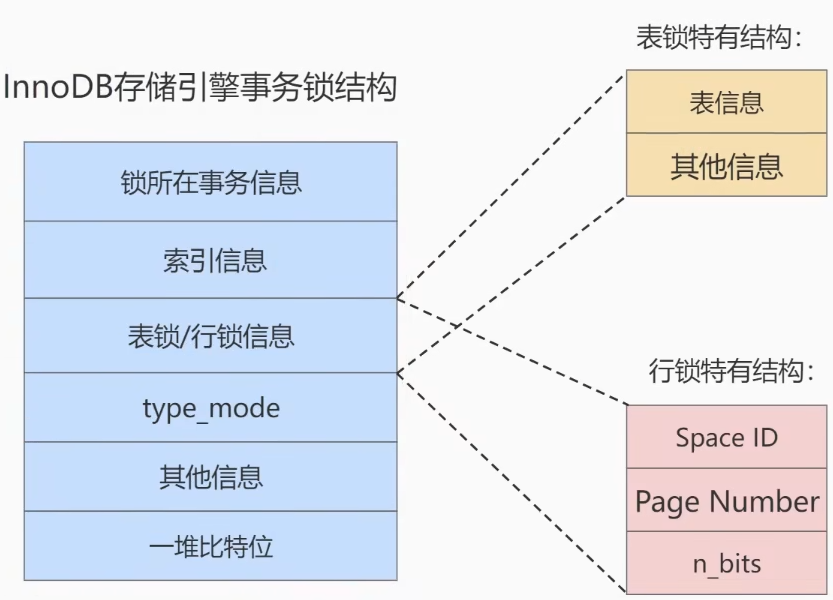 InnoDB存储引擎事务锁结构
锁所在事务信息
索引信息
表锁/行锁信息
type_mode
其他信息
一堆比特位
表锁特有结构：
表信息
其他信息
行锁特有结构：
Space ID
Page Number
n_bits